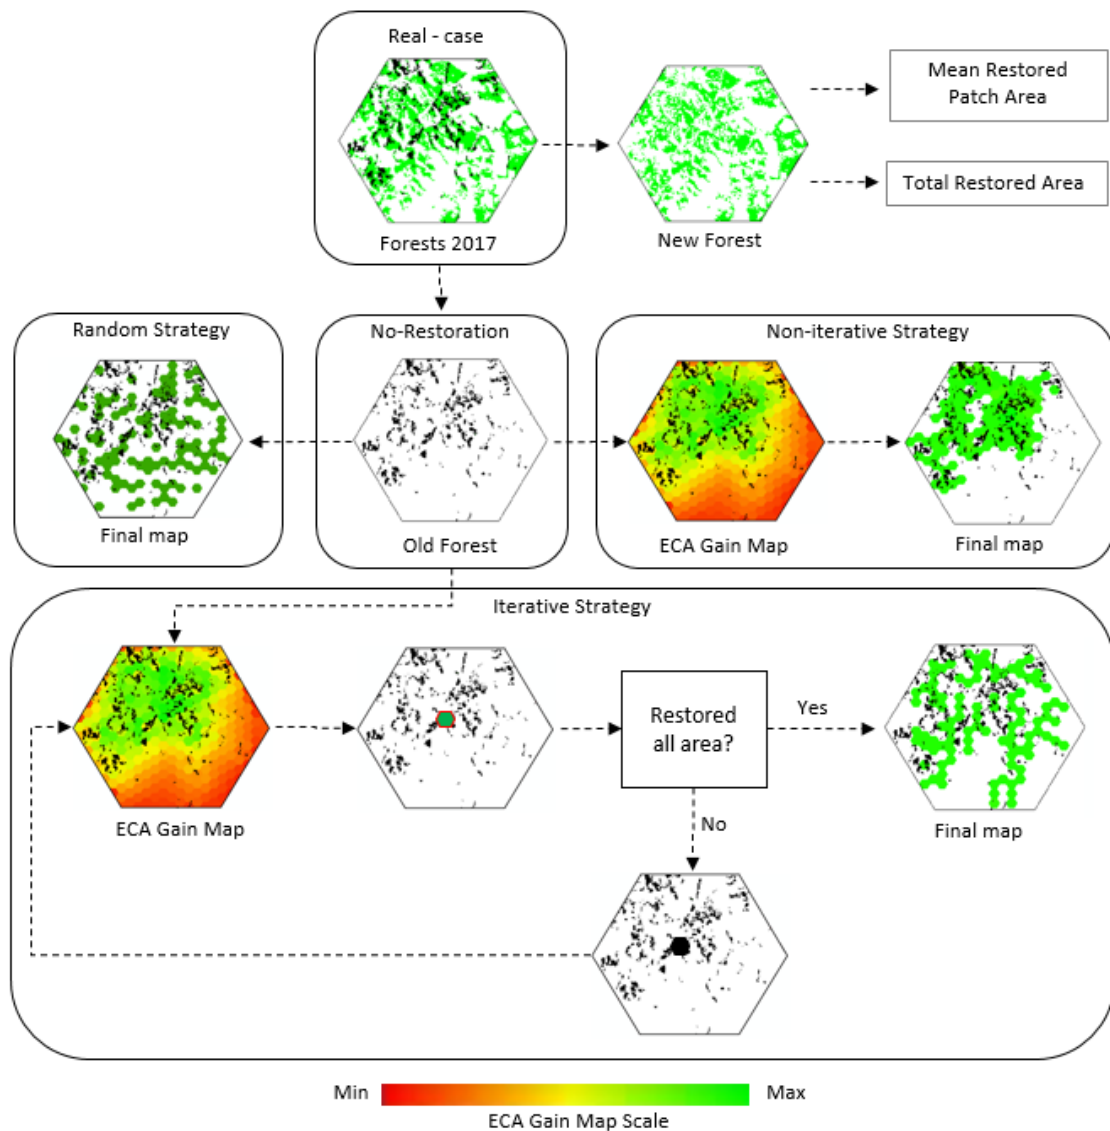 Real - case
Forests 2017
New Forest
Mean Restored
Patch Area
Total Restored Area
Random Strategy
Final map
No-Restoration
Old Forest
Non-iterative Strategy
ECA Gain Map
Final map
Iterative Strategy
ECA Gain Map
Restored
all area?
Yes
No
Final map
Min
Max
ECA Gain Map Scale